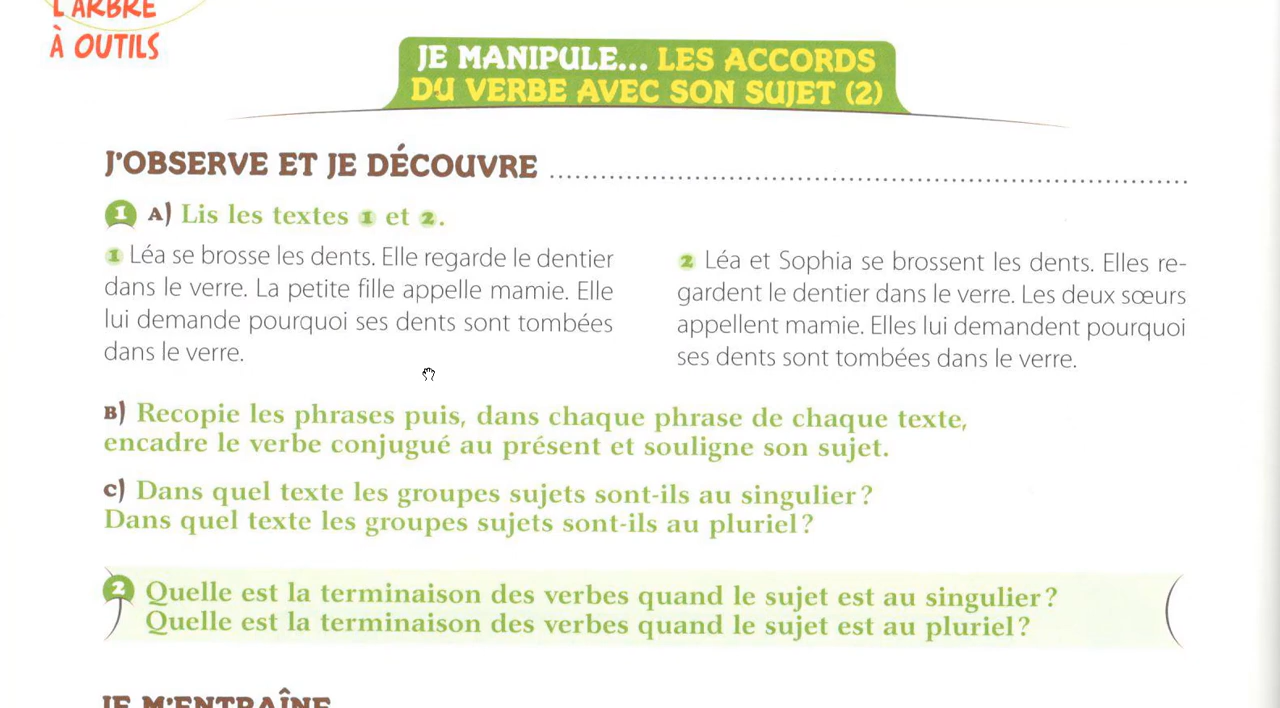 L'ARBRE
À OUTILS
JE MANIPULE... LES ACCORDS
DU VERBE AVEC SON SUJET (2)
J'OBSERVE ET JE DÉCOUVRE
1 A) Lis les textes 1 et 2.
1 Léa se brosse les dents. Elle regarde le dentier
dans le verre. La petite fille appelle mamie. Elle
lui demande pourquoi ses dents sont tombées
dans le verre.
2 Léa et Sophia se brossent les dents. Elles re-
gardent le dentier dans le verre. Les deux sœurs
appellent mamie. Elles lui demandent pourquoi
ses dents sont tombées dans le verre.
B) Recopie les phrases puis, dans chaque phrase de chaque texte,
encadre le verbe conjugué au présent et souligne son sujet.
C) Dans quel texte les groupes sujets sont-ils au singulier ?
Dans quel texte les groupes sujets sont-ils au pluriel ?
2 Quelle est la terminaison des verbes quand le sujet est au singulier ?
Quelle est la terminaison des verbes quand le sujet est au pluriel ?
JE M'ENTRAÎNE